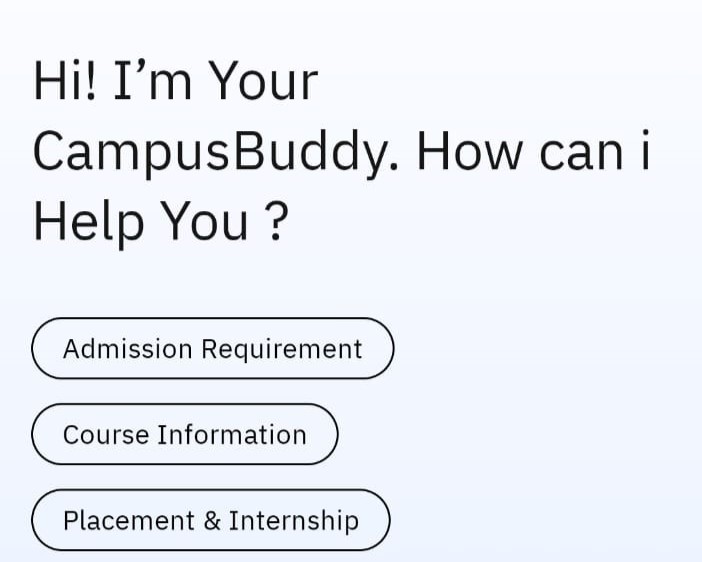 Hi! I’m Your
CampusBuddy. How can i
Help You ?
Admission Requirement
Course Information
Placement & Internship